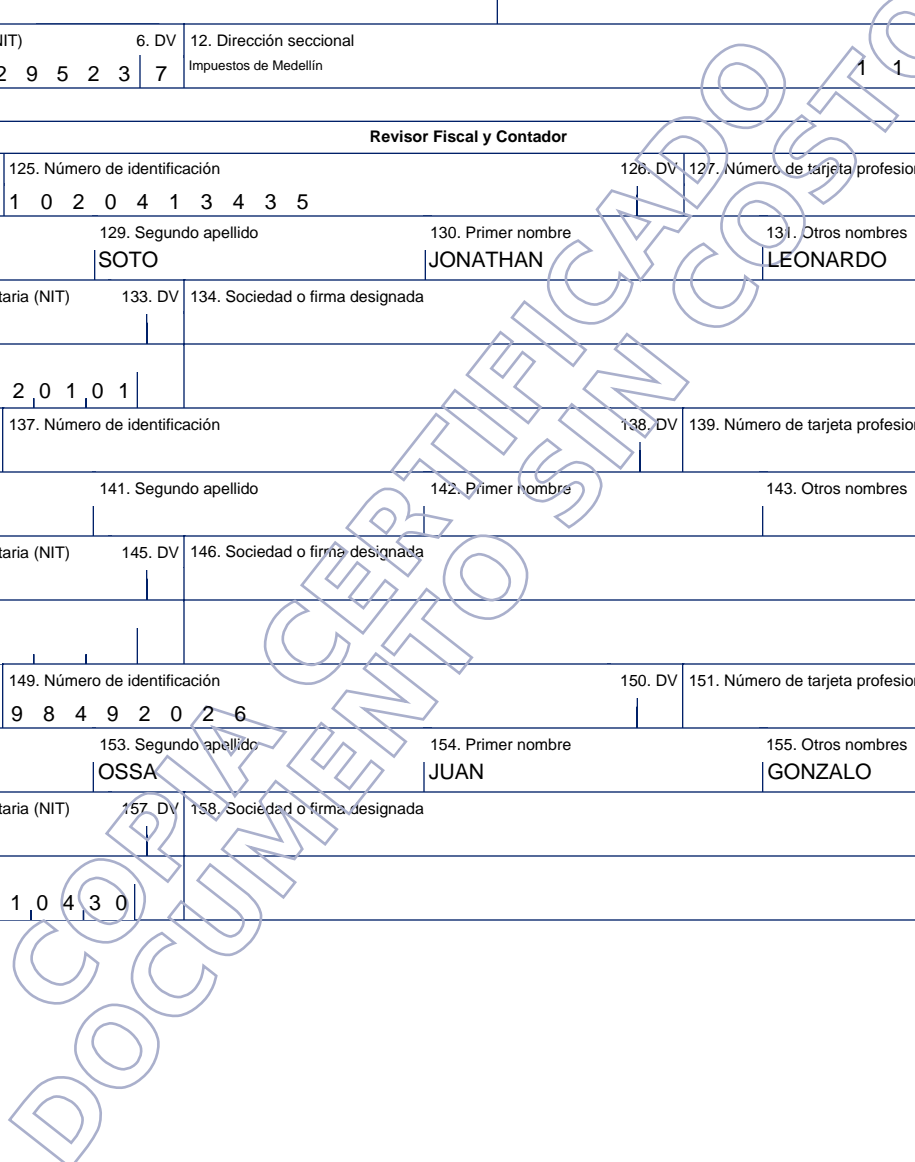 NIT) 6. DV 12. Dirección seccional
2 9 5 2 3 7 Impuestos de Medellín 1 1
Revisor Fiscal y Contador
125. Número de identificación 126. DV 127. Número de tarjeta profesion
1 0 2 0 4 1 3 4 3 5
129. Segundo apellido 130. Primer nombre 131. Otros nombres
SOTO JONATHAN LEONARDO
taria (NIT) 133. DV 134. Sociedad o firma designada
2 0 1 0 1
137. Número de identificación 138. DV 139. Número de tarjeta profesion
141. Segundo apellido 142. Primer nombre 143. Otros nombres
taria (NIT) 145. DV 146. Sociedad o firma designada
149. Número de identificación 150. DV 151. Número de tarjeta profesion
9 8 4 9 2 0 2 6
153. Segundo apellido 154. Primer nombre 155. Otros nombres
OSSA JUAN GONZALO
taria (NIT) 157. DV 158. Sociedad o firma designada
1 0 4 3 0
COPIA CERTIFICADO
DOCUMENTO SIN COSTO